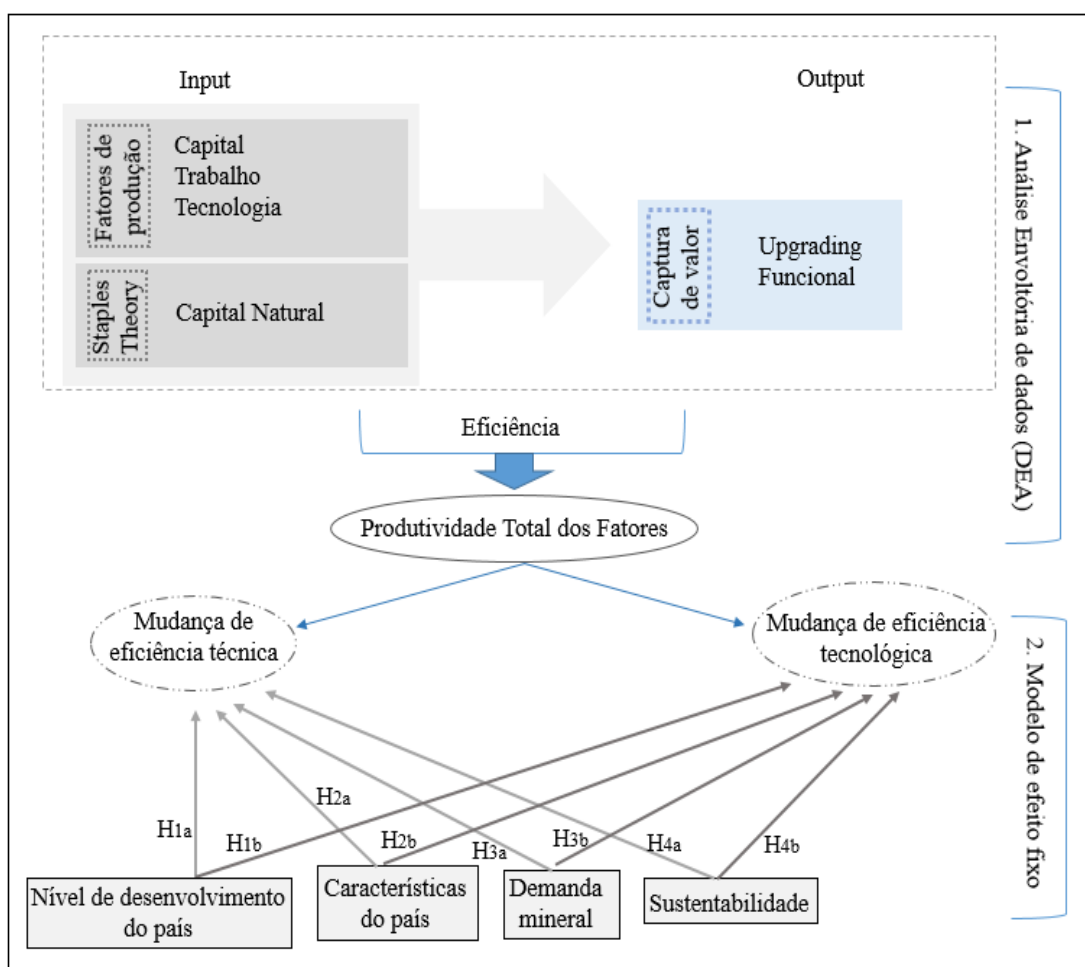 Input
Output
Fatores de
produção
Capital
Trabalho
Tecnologia
Staples
Theory
Capital Natural
Captura
de valor
Upgrading
Funcional
1. Análise Envoltória de dados (DEA)
Eficiência
Produtividade Total dos Fatores
Mudança de
eficiência técnica
Mudança de eficiência
tecnológica
2. Modelo de efeito fixo
H1a
H1b
H2a
H2b
H3a
H3b
H4a
H4b
Nível de desenvolvimento
do país
Características
do país
Demanda
mineral
Sustentabilidade